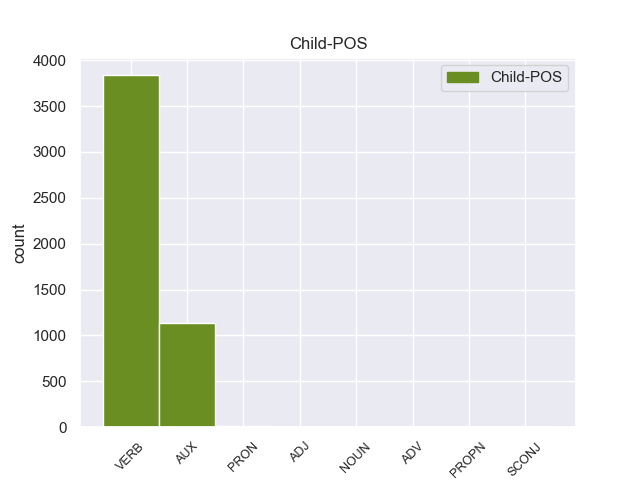 Child-POS
Child-POS
4000
3500
3000
2500
2000
1500
1000
500
0
count
VERB
AUX
PRON
ADJ
NOUN
ADV
PROPN
SCONJ